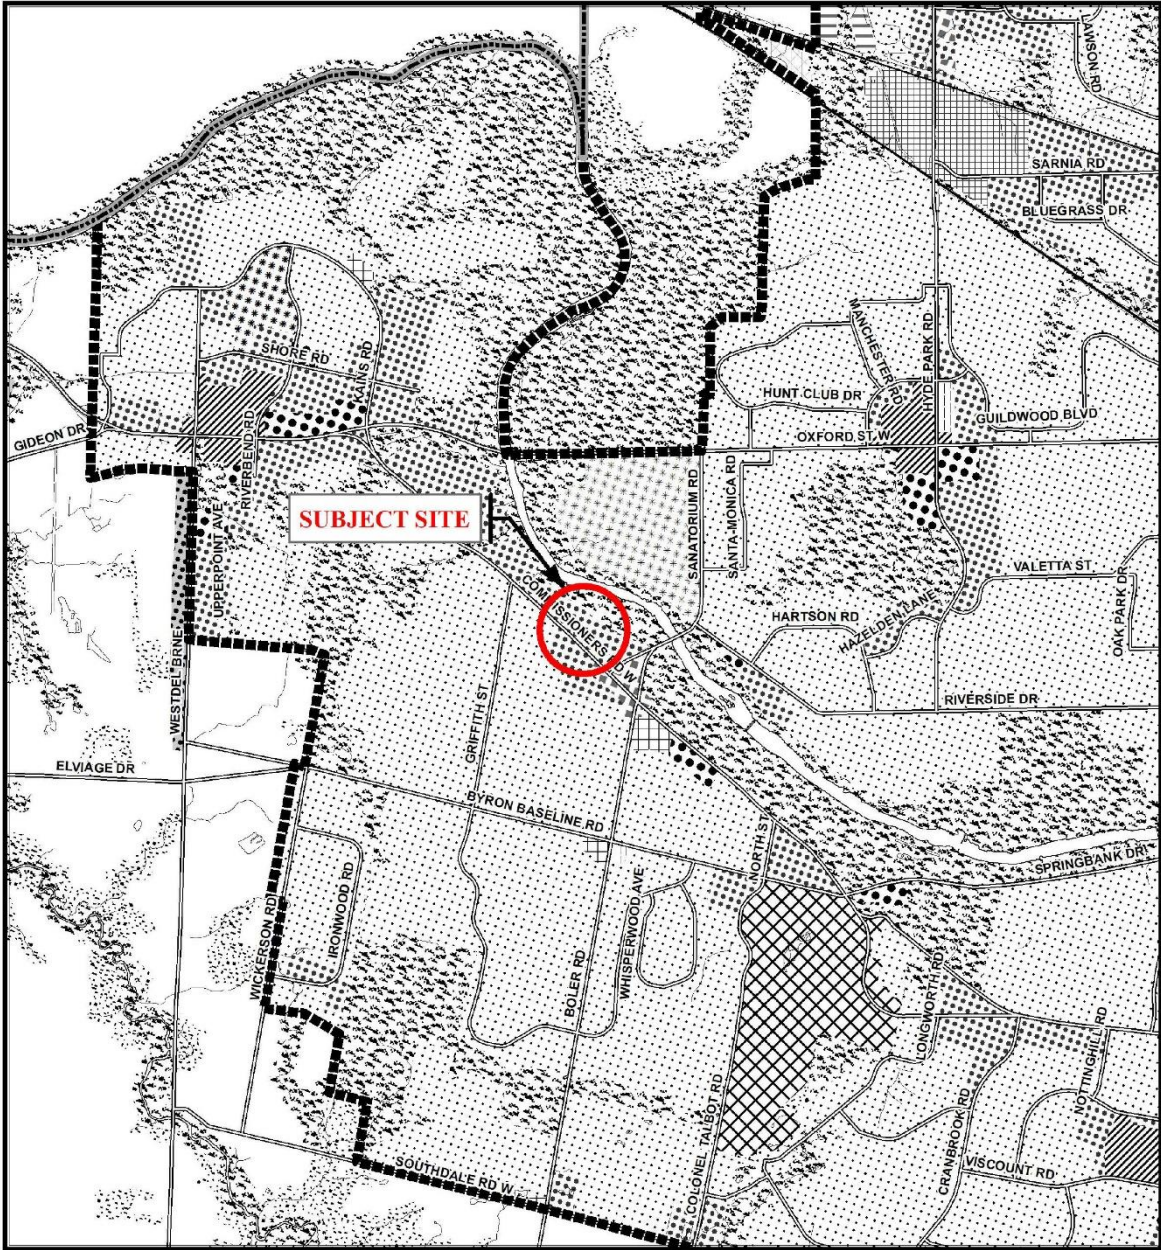 LAWSON RD
SARNIA RD
BLUEGRASS DR
MANCHESTER RD
HYDE PARK RD
SHORE RD
KAINS RD
HUNT CLUB DR
GUILDWOOD BLVD
GIDEON DR
RIVERBEND RD
OXFORD ST W
UPPERPOINT AVE
SUBJECT SITE
SANATORIUM RD
SANTA-MONICA RD
VALETTA ST
OAK PARK DR
COMMISSIONERS RD W
HARTSON RD
HAZELDEN LANE
WESTDEL BRNE
GRIFFITH ST
RIVERSIDE DR
ELVIAGE DR
BYRON BASELINE RD
NORTH ST
SPRINGBANK DR
WICKERSON RD
IRONWOOD RD
WHISPERWOOD AVE
BOLER RD
LONGWORTH RD
NOTTINGHILL RD
COLONEL TALBOT RD
CRANBROOK RD
VISCOUNT RD
SOUTHDALE RD W